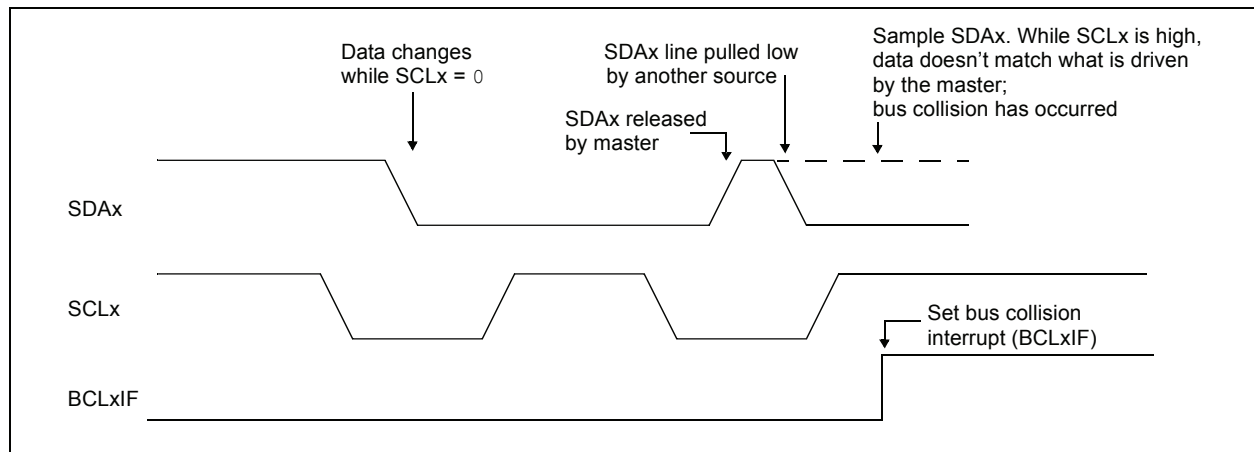 Data changes
while SCLx = 0
SDAx line pulled low
by another source
SDAx released
by master
Sample SDAx. While SCLx is high,
data doesn’t match what is driven
by the master;
bus collision has occurred
SDAx
SCLx
Set bus collision
interrupt (BCLxIF)
BCLxIF